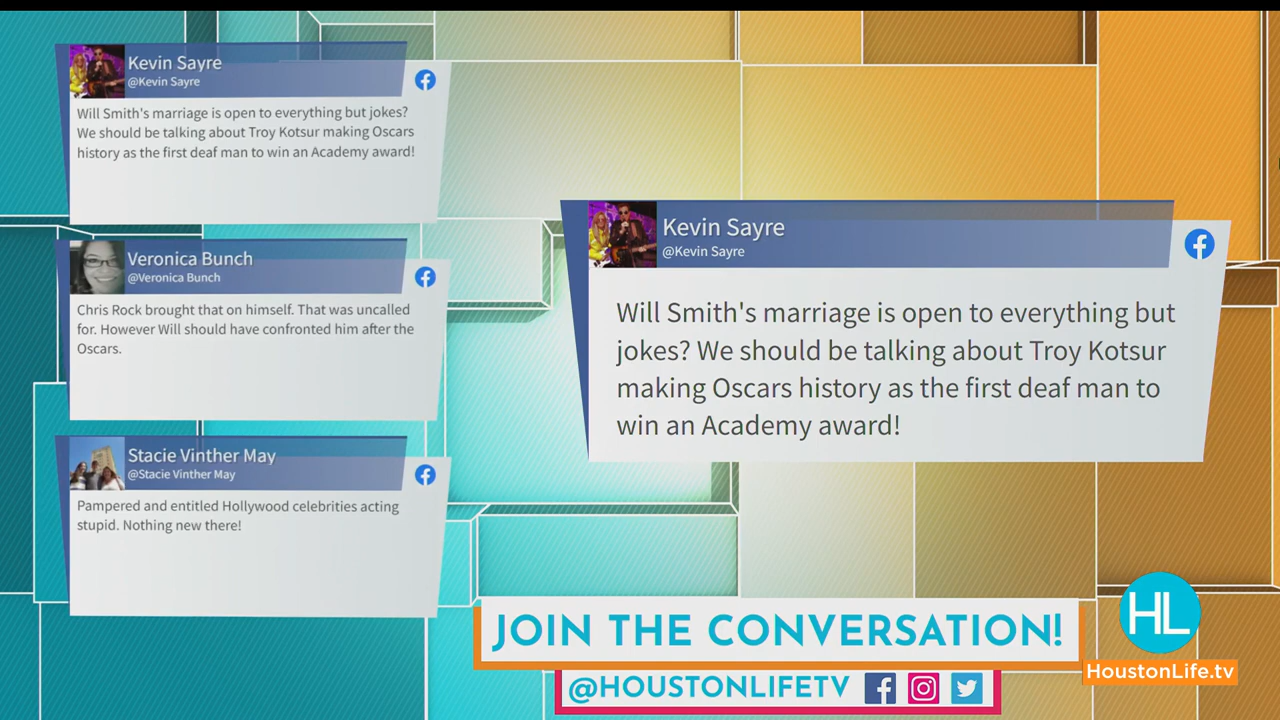 Kevin Sayre
@Kevin Sayre
Will Smith's marriage is open to everything but jokes?
We should be talking about Troy Kotsur making Oscars
history as the first deaf man to win an Academy award!
Veronica Bunch
@Veronica Bunch
Chris Rock brought that on himself. That was uncalled
for. However Will should have confronted him after the
Oscars.
Stacie Vinther May
@Stacie Vinther May
Pampered and entitled Hollywood celebrities acting
stupid. Nothing new there!
Kevin Sayre
@Kevin Sayre
Will Smith's marriage is open to everything but
jokes? We should be talking about Troy Kotsur
making Oscars history as the first deaf man to
win an Academy award!
JOIN THE CONVERSATION!
@HOUSTONLIFETV
HL
HoustonLife.tv